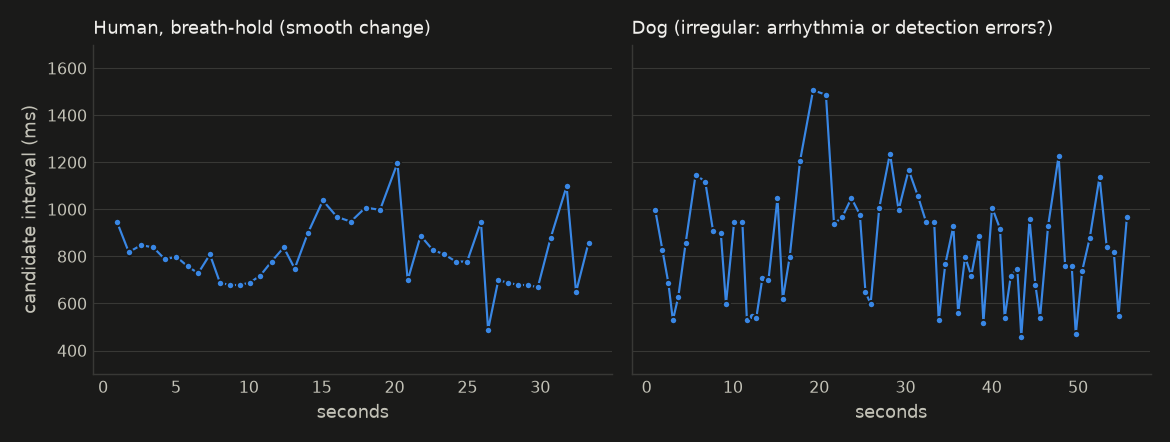 Human, breath-hold (smooth change)
Dog (irregular: arrhythmia or detection errors?)
candidate interval (ms)
1600
1400
1200
1000
800
600
400
0 5 10 15 20 25 30
0 10 20 30 40 50
seconds
seconds